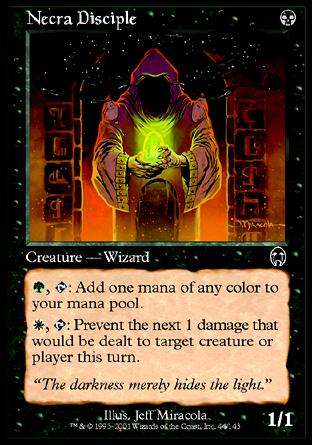 Necra Disciple
Miracola
Creature — Wizard
, : Add one mana of any color to
your mana pool.
, : Prevent the next 1 damage that
would be dealt to target creature or
player this turn.
“The darkness merely hides the light.”
Illus. Jeff Miracola
™ & © 1993–2001 Wizards of the Coast, Inc. 44/143
1/1